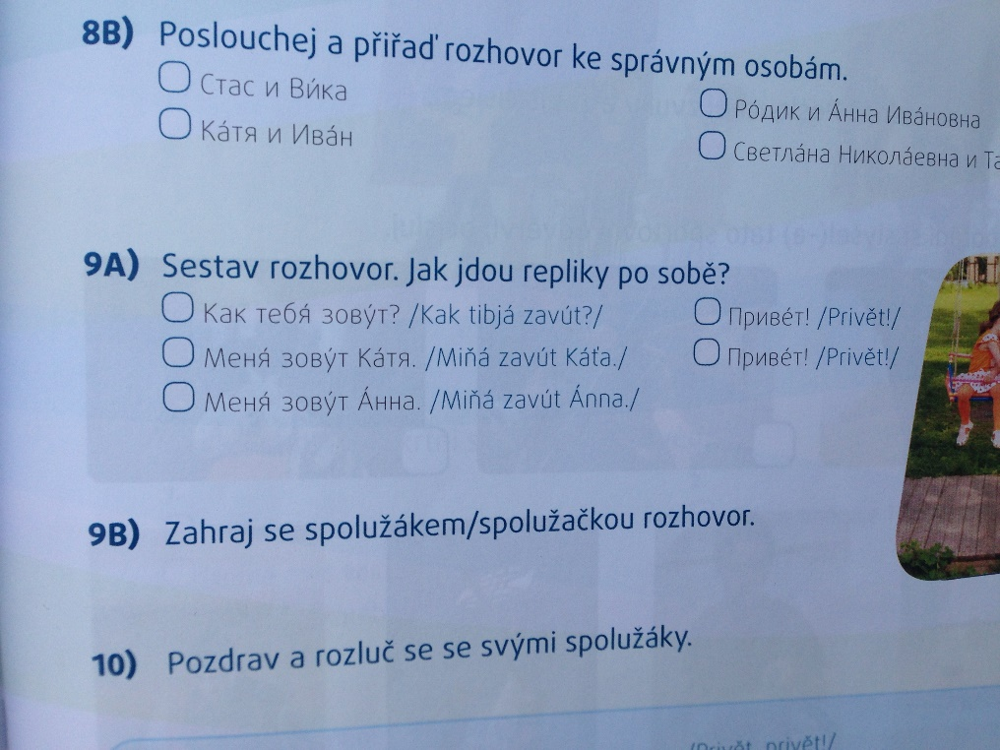 8B) Poslouchej a přiřaď rozhovor ke správným osobám.
Стас и Ви́ка
Ка́тя и Ива́н
Ро́дик и А́нна Ива́новна
Светла́на Никола́евна и
9A) Sestav rozhovor. Jak jdou repliky po sobě?
Как тебя́ зову́т? /Kak tibjá zavút?/
Меня́ зову́т Ка́тя. /Miňá zavút Káťa./
Меня́ зову́т А́нна. /Miňá zavút Ánna./
Приве́т! /Privět!/
Приве́т! /Privět!/
9B) Zahraj se spolužákem/spolužačkou rozhovor.
10) Pozdrav a rozluč se se svými spolužáky.
/Privět, privět!/